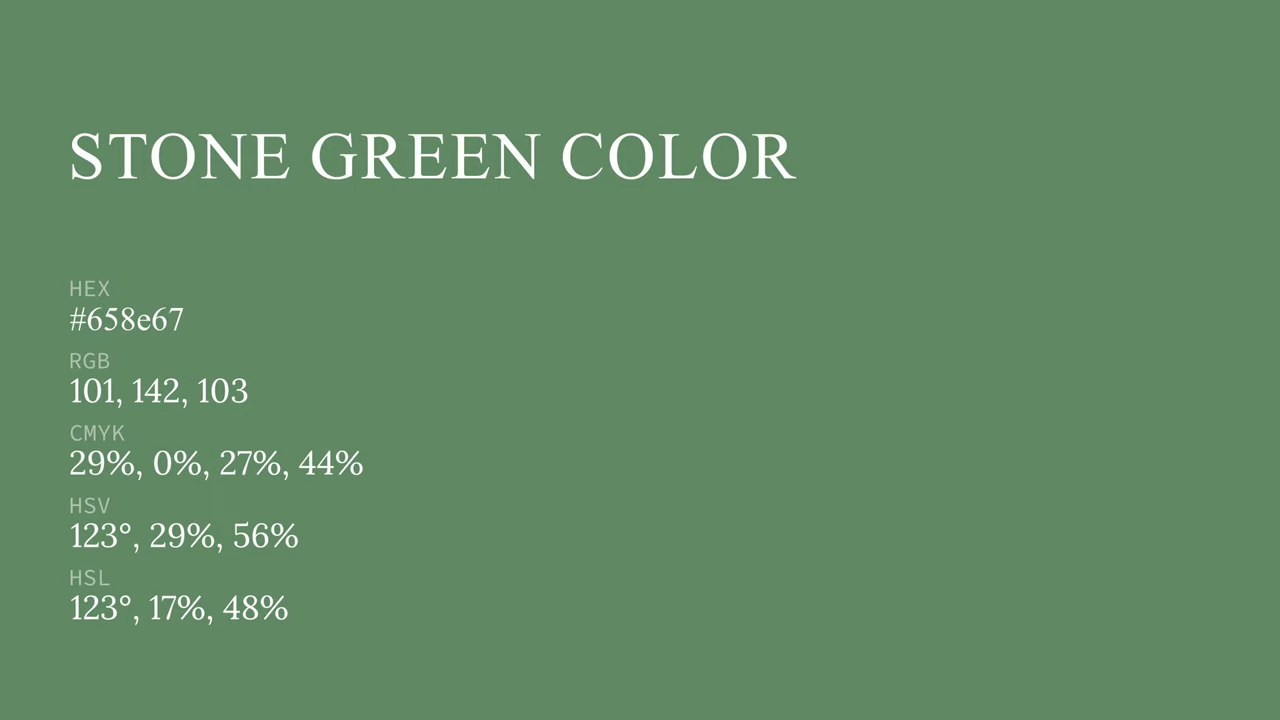 STONE GREEN COLOR
HEX
#658e67
RGB
101, 142, 103
CMYK
29%, 0%, 27%, 44%
HSV
123°, 29%, 56%
HSL
123°, 17%, 48%